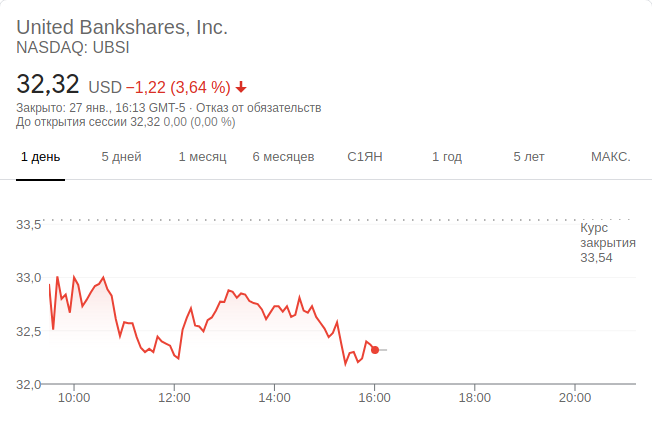 United Bankshares, Inc.
NASDAQ: UBSI
32,32 USD −1,22 (3,64 %)
Закрыто: 27 янв., 16:13 GMT-5 · Отказ от обязательств
До открытия сессии 32,32 0,00 (0,00 %)
1 день 5 дней 1 месяц 6 месяцев С1ЯН 1 год 5 лет МАКС.
33,5
Курс
закрытия
33,54
33,0
32,5
32,0
10:00 12:00 14:00 16:00 18:00 20:00